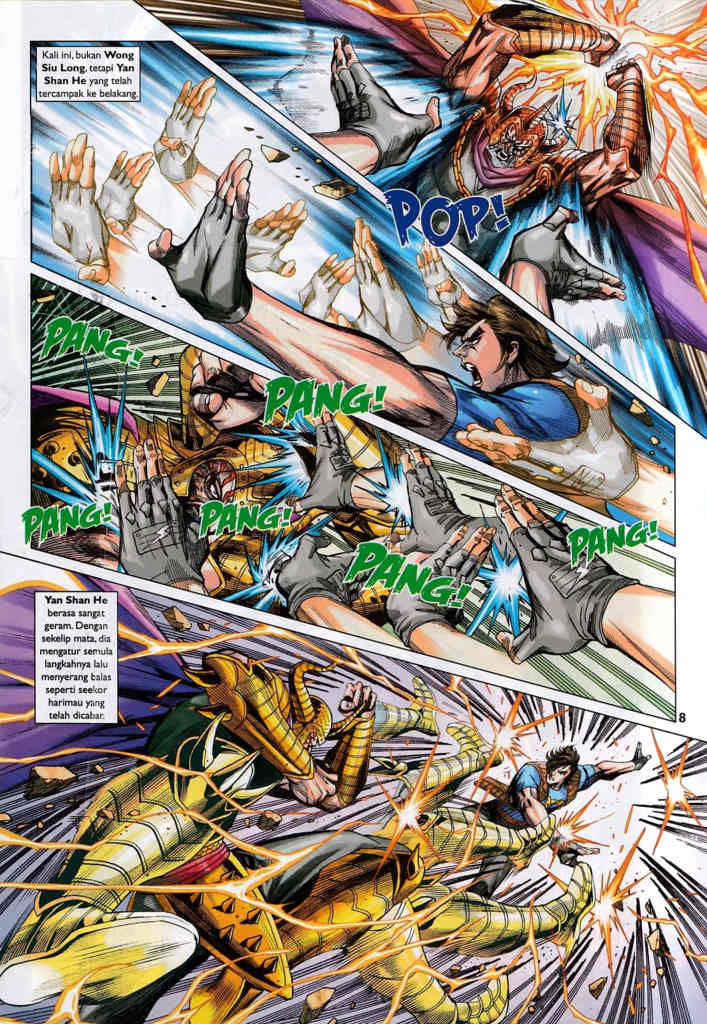 Kali ini, bukan Wong
Siu Long, tetapi Yan
Shan He yang telah
tercampak ke belakang.
POP!
PANG!
PANG!
PANG!
PANG!
PANG!
PANG!
Yan Shan He
berasa sangat
geram. Dengan
sekelip mata, dia
mengatur semula
langkahnya lalu
menyerang balas
seperti seekor
harimau yang
telah dicabar.
8